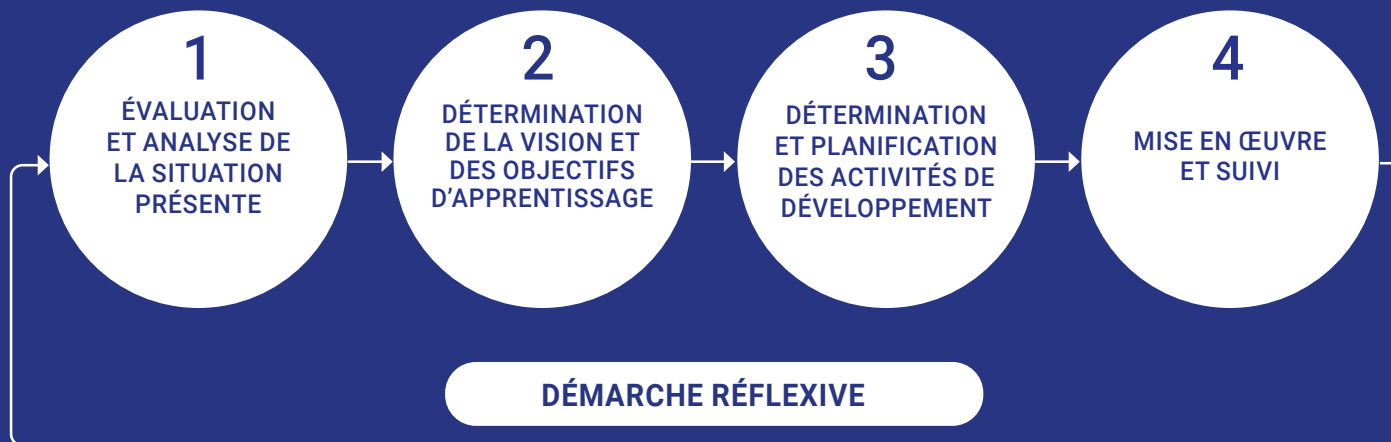 1
ÉVALUATION
ET ANALYSE DE
LA SITUATION
PRÉSENTE
2
DÉTERMINATION
DE LA VISION ET
DES OBJECTIFS
D’APPRENTISSAGE
3
DÉTERMINATION
ET PLANIFICATION
DES ACTIVITÉS DE
DÉVELOPPEMENT
4
MISE EN ŒUVRE
ET SUIVI
DÉMARCHE RÉFLEXIVE